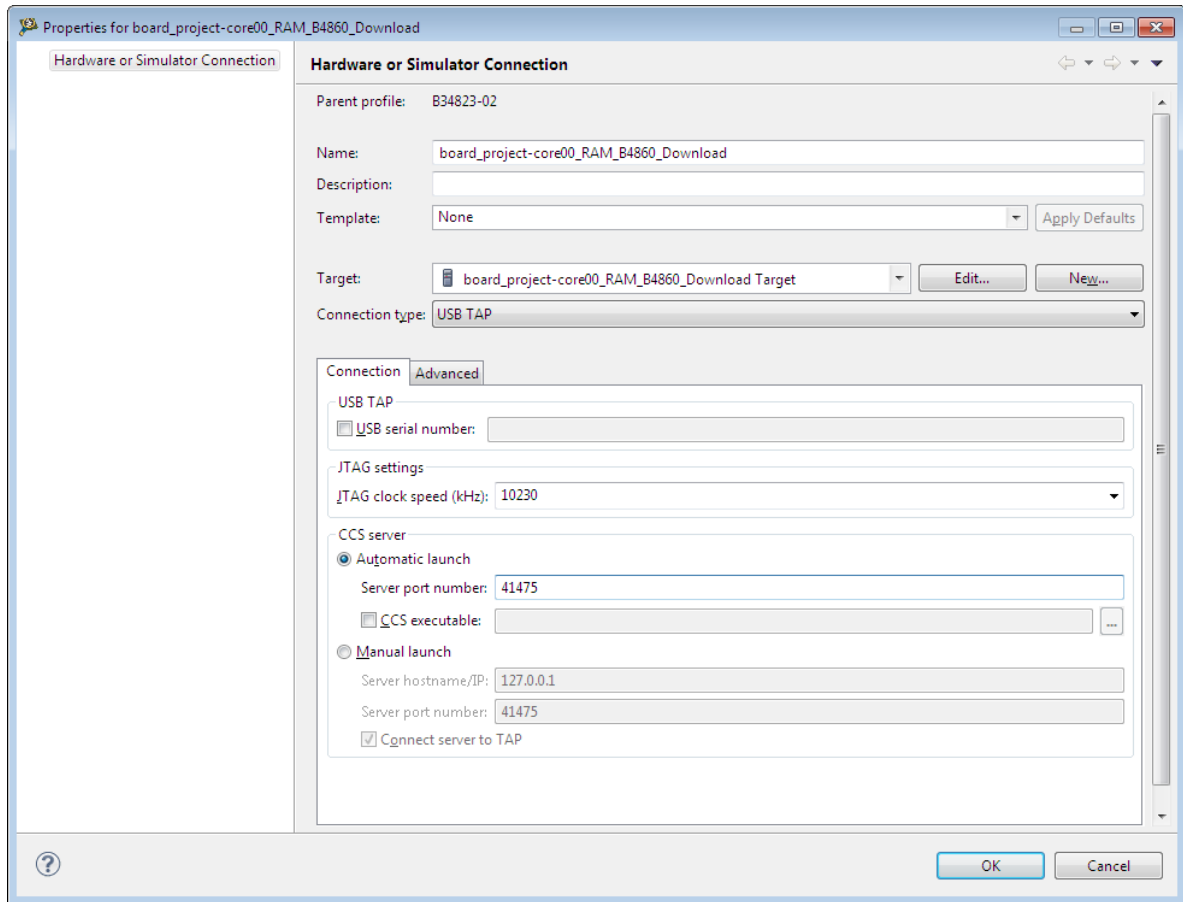 Properties for board_project-core00_RAM_B4860_Download
Hardware or Simulator Connection
Hardware or Simulator Connection
Parent profile: B34823-02
Name: board_project-core00_RAM_B4860_Download
Description:
Template: None Apply Defaults
Target: board_project-core00_RAM_B4860_Download Target Edit... New...
Connection type: USB TAP
Connection Advanced
USB TAP
USB serial number:
JTAG settings
JTAG clock speed (kHz): 10230
CCS server
Automatic launch
Server port number: 41475
CCS executable: ...
Manual launch
Server hostname/IP: 127.0.0.1
Server port number: 41475
Connect server to TAP
? OK Cancel